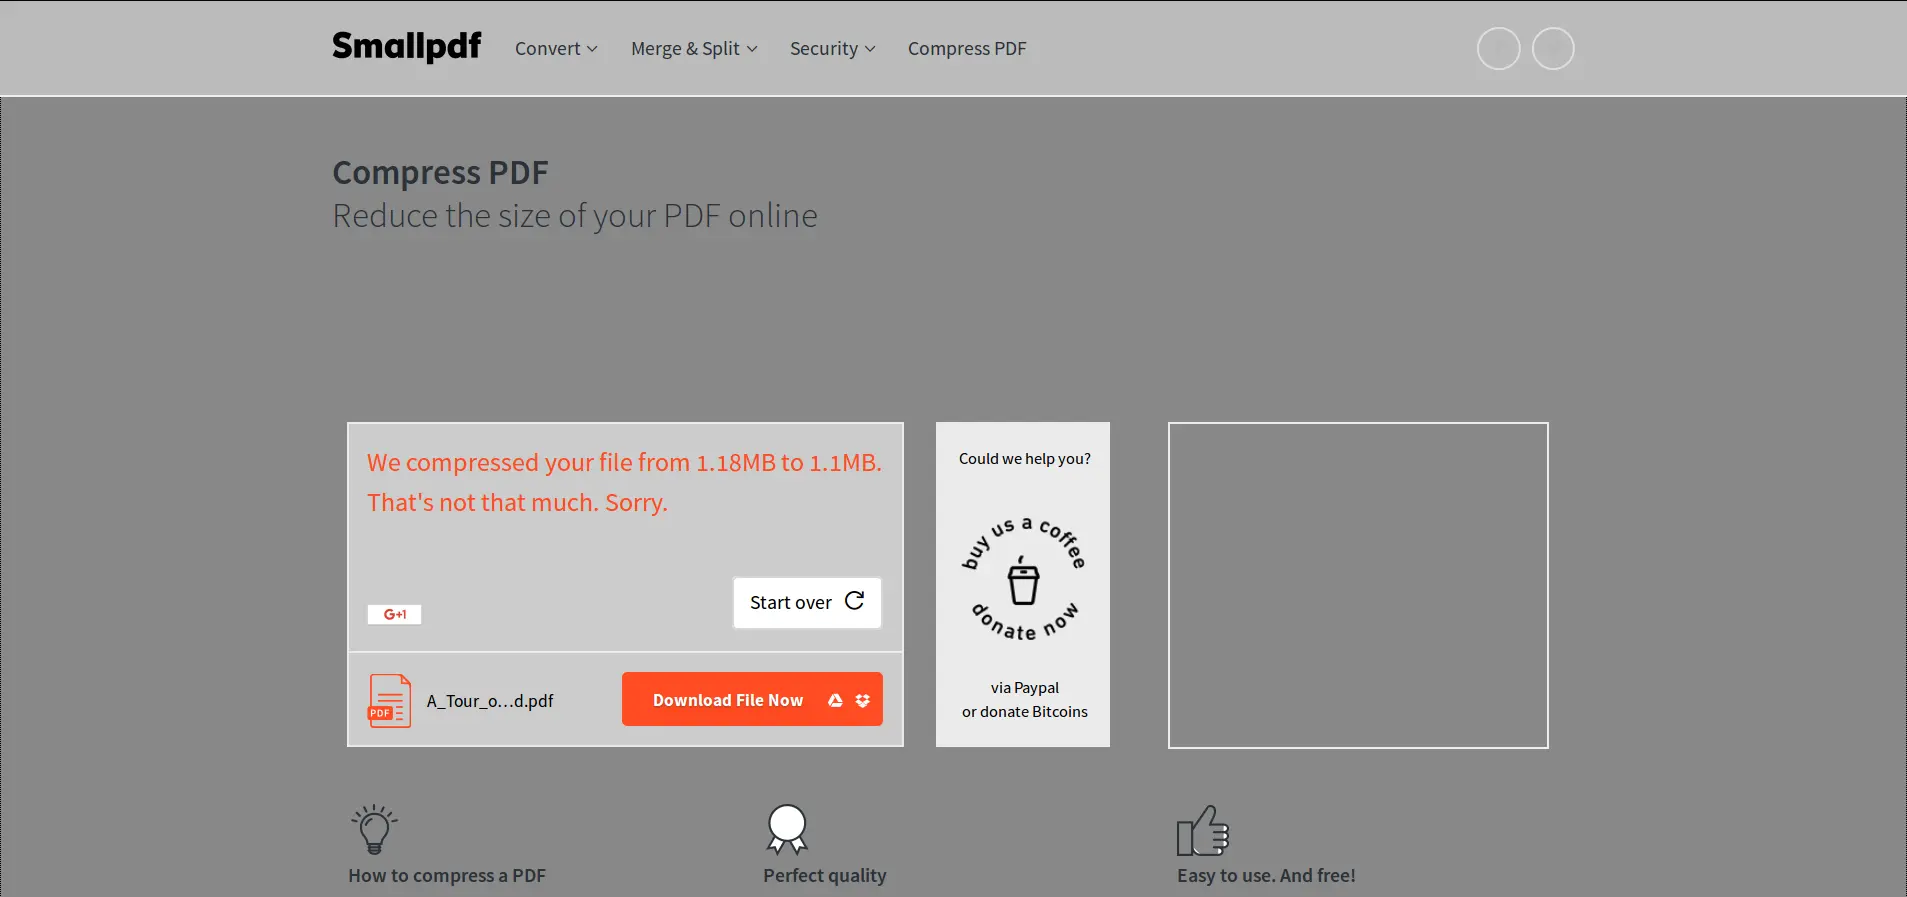 Smallpdf
Convert
Merge & Split
Security
Compress PDF
Compress PDF
Reduce the size of your PDF online
We compressed your file from 1.18MB to 1.1MB.
That's not that much. Sorry.
G+1
Start over
PDF
A_Tour_o...d.pdf
Download File Now
Could we help you?
buy us a coffee
donate now
via Paypal
or donate Bitcoins
How to compress a PDF
Perfect quality
Easy to use. And free!